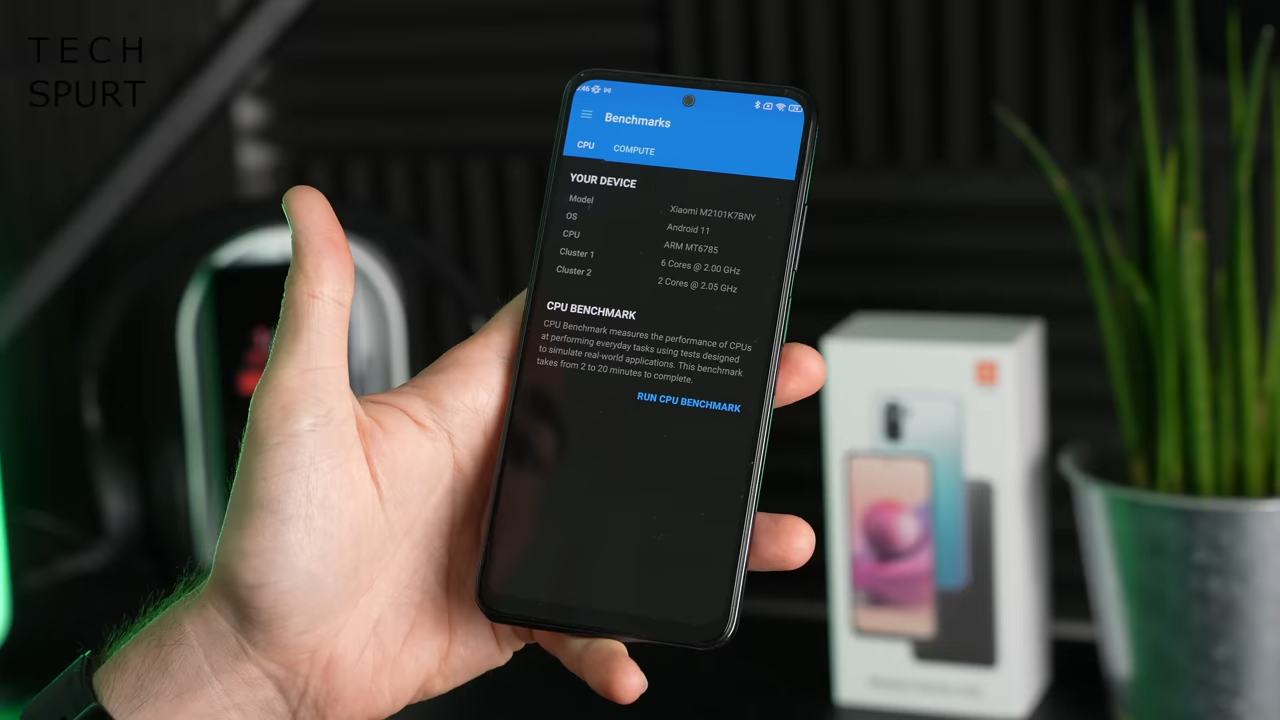 TECH
SPURT
Benchmarks
CPU COMPUTE
YOUR DEVICE
Model Xiaomi M2101K7BNY
OS Android 11
CPU ARM MT6785
Cluster 1 6 Cores @ 2.00 GHz
Cluster 2 2 Cores @ 2.05 GHz
CPU BENCHMARK
CPU Benchmark measures the performance of CPUs
at performing everyday tasks using tests designed
to simulate real-world applications. This benchmark
takes from 2 to 20 minutes to complete.
RUN CPU BENCHMARK